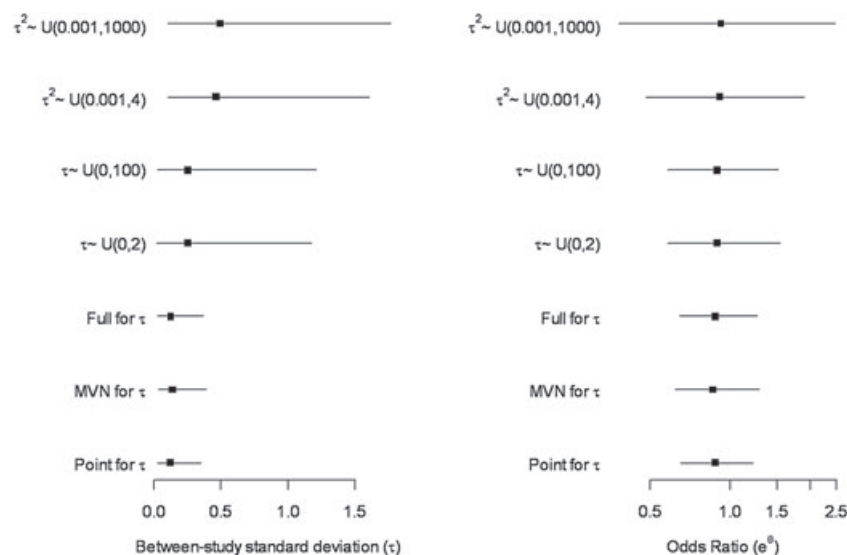 τ²~ U(0.001,1000)
τ²~ U(0.001,4)
τ~ U(0,100)
τ~ U(0,2)
Full for τ
MVN for τ
Point for τ
0.0 0.5 1.0 1.5
Between-study standard deviation (τ)
τ²~ U(0.001,1000)
τ²~ U(0.001,4)
τ~ U(0,100)
τ~ U(0,2)
Full for τ
MVN for τ
Point for τ
0.5 1.0 1.5 2.5
Odds Ratio (e^θ)